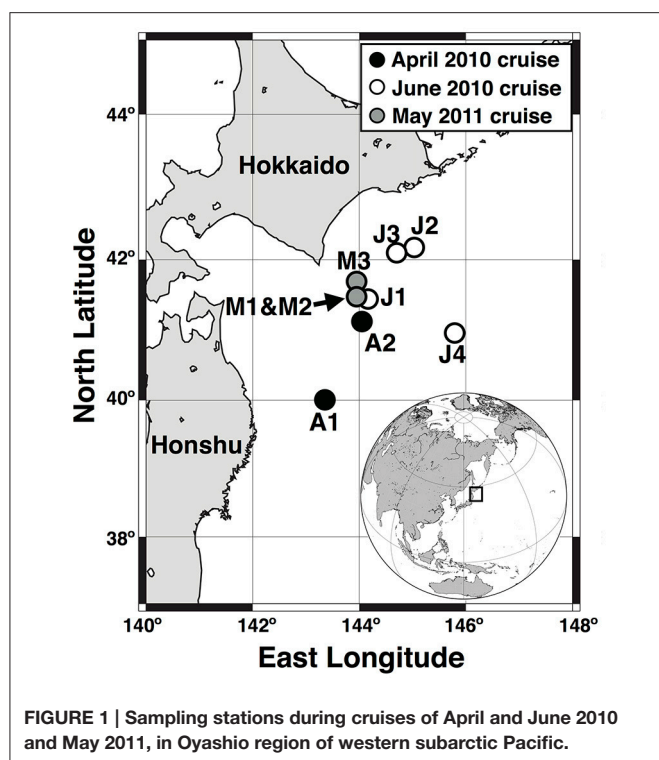 44°
42°
40°
38°
North Latitude
April 2010 cruise
June 2010 cruise
May 2011 cruise
Hokkaido
J3 J2
M3
M1&M2 J1
A2
J4
A1
Honshu
140° 142° 144° 146° 148°
East Longitude
FIGURE 1 | Sampling stations during cruises of April and June 2010
and May 2011, in Oyashio region of western subarctic Pacific.